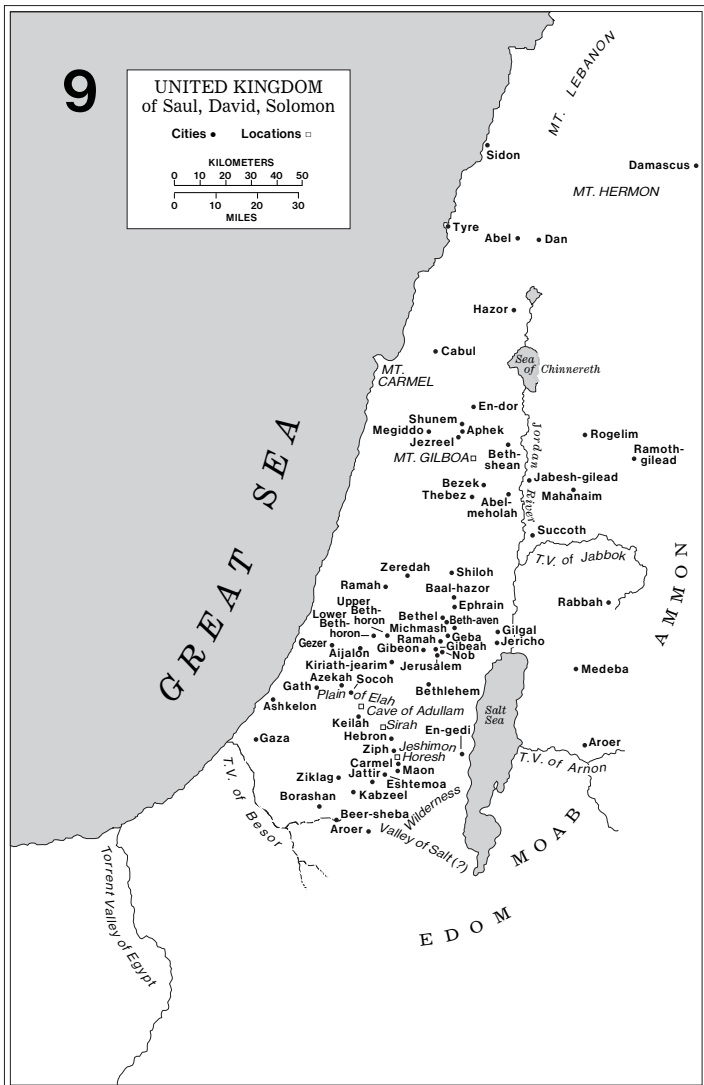 9
UNITED KINGDOM
of Saul, David, Solomon
Cities • Locations □
KILOMETERS
0 10 20 30 40 50
0 10 20 30
MILES
MT. LEBANON
Sidon
Damascus
MT. HERMON
Tyre
Abel
Dan
Hazor
Cabul
Sea
of Chinnereth
MT.
CARMEL
En-dor
Shunem
Megiddo
Aphek
Jezreel
Rogelim
MT. GILBOA
Beth-
shean
Ramoth-
gilead
Jordan River
Jabesh-gilead
Bezek
Mahanaim
Thebez
Abel-
meholah
Succoth
T.V. of Jabbok
GREAT SEA
AMMON
Zeredah
Shiloh
Ramah
Baal-hazor
Rabbah
Ephrain
Upper
Beth-
horon
Lower
Beth-
horon
Bethel
Beth-aven
Michmash
Gilgal
Ramah
Geba
Jericho
Gezer
Aijalon
Gibeon
Gibeah
Nob
Kiriath-jearim
Jerusalem
Medeba
Azekah
Socoh
Gath
Plain of Elah
Bethlehem
Ashkelon
Cave of Adullam
Salt
Sea
Keilah
Sirah
En-gedi
Gaza
Hebron
Aroer
Ziph
Jeshimon
Horesh
T.V. of Arnon
Carmel
Maon
Ziklag
Jattir
Eshtemoa
Borashan
Kabzeel
Wilderness
T.V. of Besor
Beer-sheba
Aroer
Valley of Salt (?)
MOAB
Torrent Valley of Egypt
EDOM